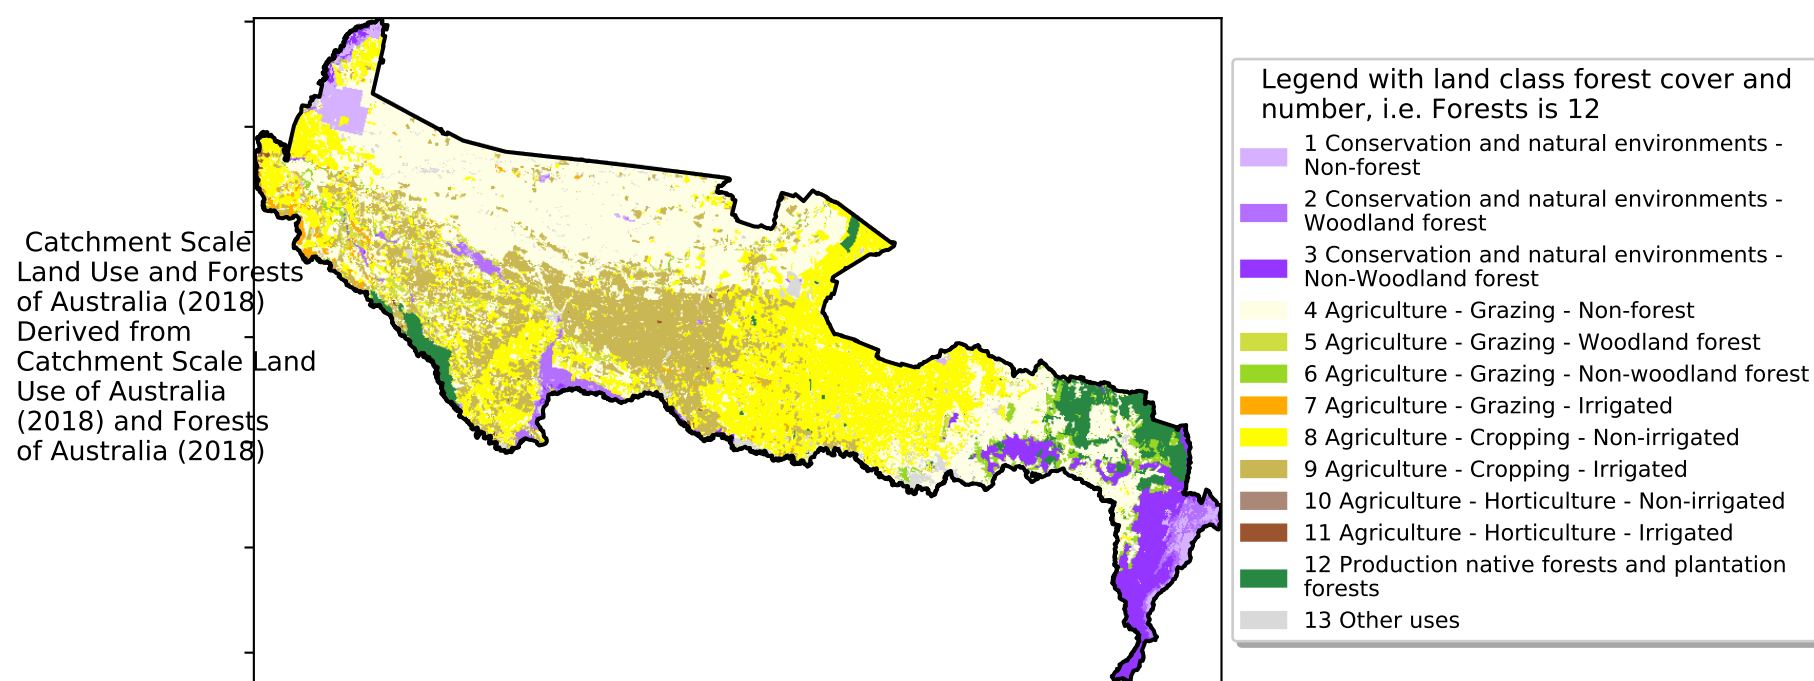 Catchment Scale
Land Use and Forests
of Australia (2018)
Derived from
Catchment Scale Land
Use of Australia
(2018) and Forests
of Australia (2018)
Legend with land class forest cover and
number, i.e. Forests is 12
1 Conservation and natural environments -
Non-forest
2 Conservation and natural environments -
Woodland forest
3 Conservation and natural environments -
Non-Woodland forest
4 Agriculture - Grazing - Non-forest
5 Agriculture - Grazing - Woodland forest
6 Agriculture - Grazing - Non-woodland forest
7 Agriculture - Grazing - Irrigated
8 Agriculture - Cropping - Non-irrigated
9 Agriculture - Cropping - Irrigated
10 Agriculture - Horticulture - Non-irrigated
11 Agriculture - Horticulture - Irrigated
12 Production native forests and plantation
forests
13 Other uses